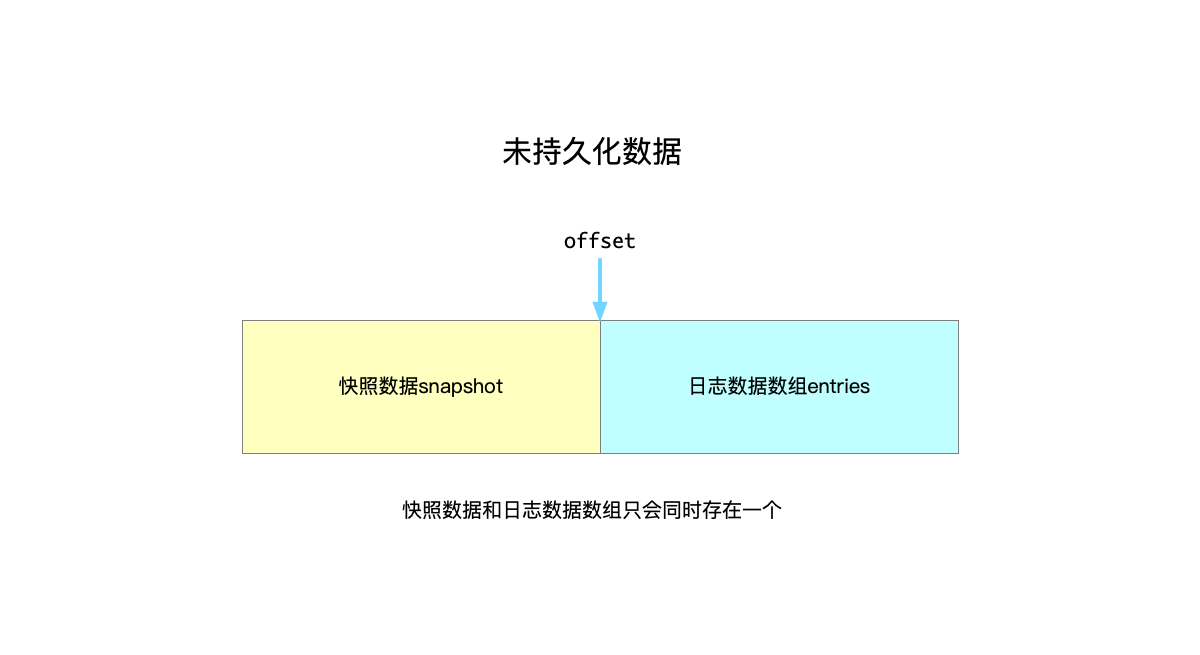 未持久化数据
offset
快照数据snapshot
日志数据数组entries
快照数据和日志数据数组只会同时存在一个